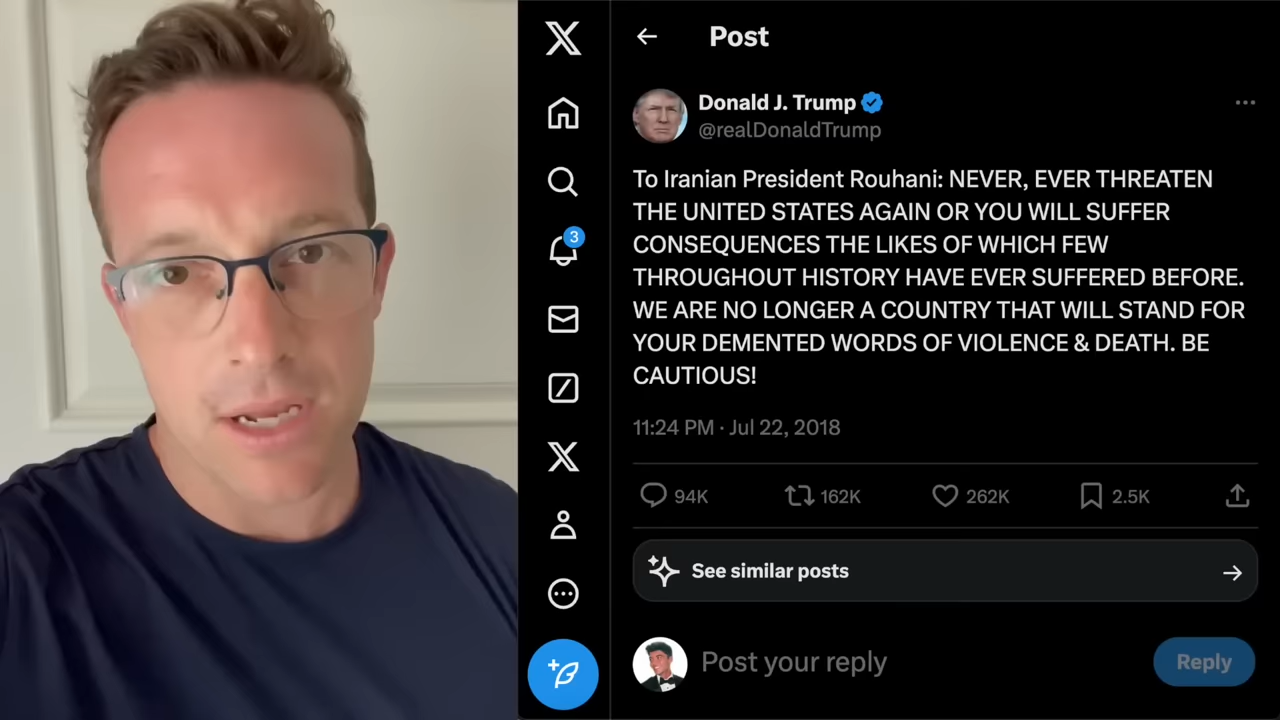 Post
Donald J. Trump
@realDonaldTrump
To Iranian President Rouhani: NEVER, EVER THREATEN
THE UNITED STATES AGAIN OR YOU WILL SUFFER
CONSEQUENCES THE LIKES OF WHICH FEW
THROUGHOUT HISTORY HAVE EVER SUFFERED BEFORE.
WE ARE NO LONGER A COUNTRY THAT WILL STAND FOR
YOUR DEMENTED WORDS OF VIOLENCE & DEATH. BE
CAUTIOUS!
11:24 PM · Jul 22, 2018
3
94K 162K 262K 2.5K
See similar posts
Post your reply Reply